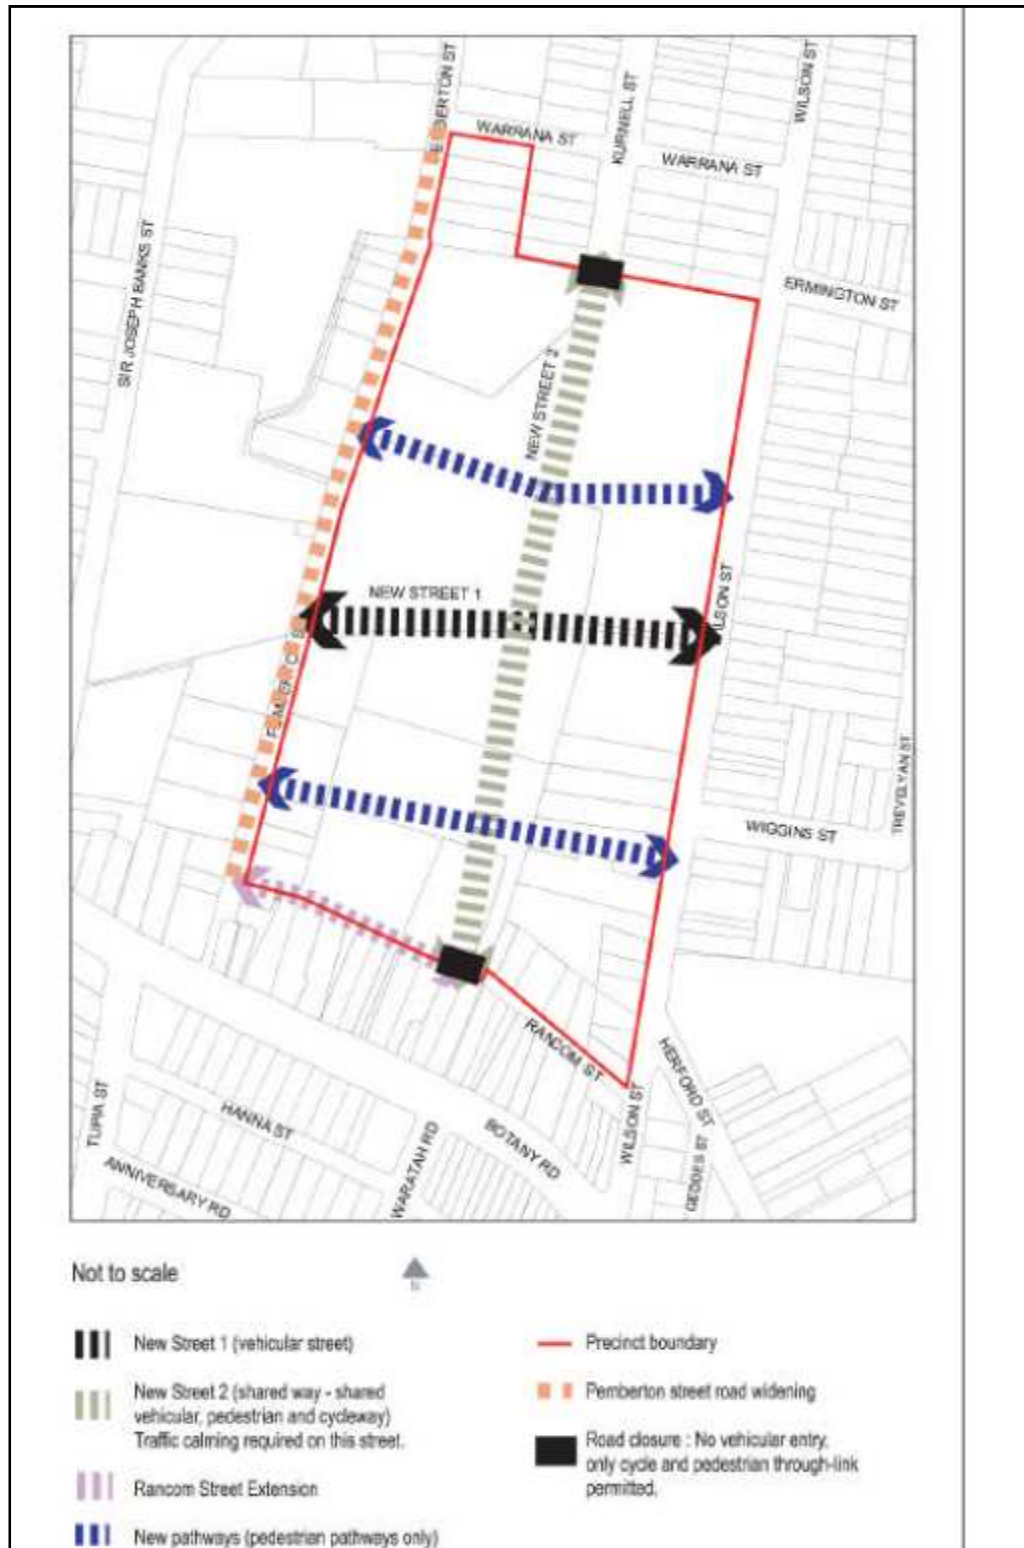 KURNELL ST
WILSON ST
WARRANA ST
WARRANA ST
SIR JOSEPH BANKS ST
ERMINGTON ST
NEW STREET 2
NEW STREET 1
TREVELYAN ST
WIGGINS ST
RANCOM ST
HERFORD ST
TUPIA ST
HANNA ST
WARATAH RD
BOTANY RD
WILSON ST
GEDGES ST
ANNIVERSARY RD
Not to scale
N
New Street 1 (vehicular street)
New Street 2 (shared way - shared
vehicular, pedestrian and cycleway)
Traffic calming required on this street.
Rancom Street Extension
New pathways (pedestrian pathways only)
Precinct boundary
Pemberton street road widening
Road closure : No vehicular entry,
only cycle and pedestrian through-link
permitted.